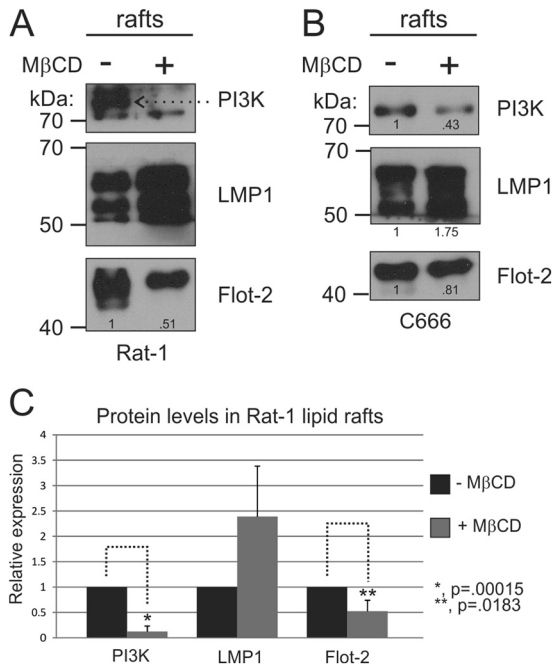 A
rafts
MβCD - +
kDa:
PI3K
70
70
LMP1
50
Flot-2
1 .51
40
Rat-1
B
rafts
MβCD - +
kDa:
PI3K
70
1 .43
70
LMP1
50
1 1.75
Flot-2
40
1 .81
C666
C
Protein levels in Rat-1 lipid rafts
Relative expression
4
3.5
3
2.5
2
1.5
1
0.5
0
*
**
PI3K LMP1 Flot-2
- MβCD
+ MβCD
*, p=.00015
**, p=.0183